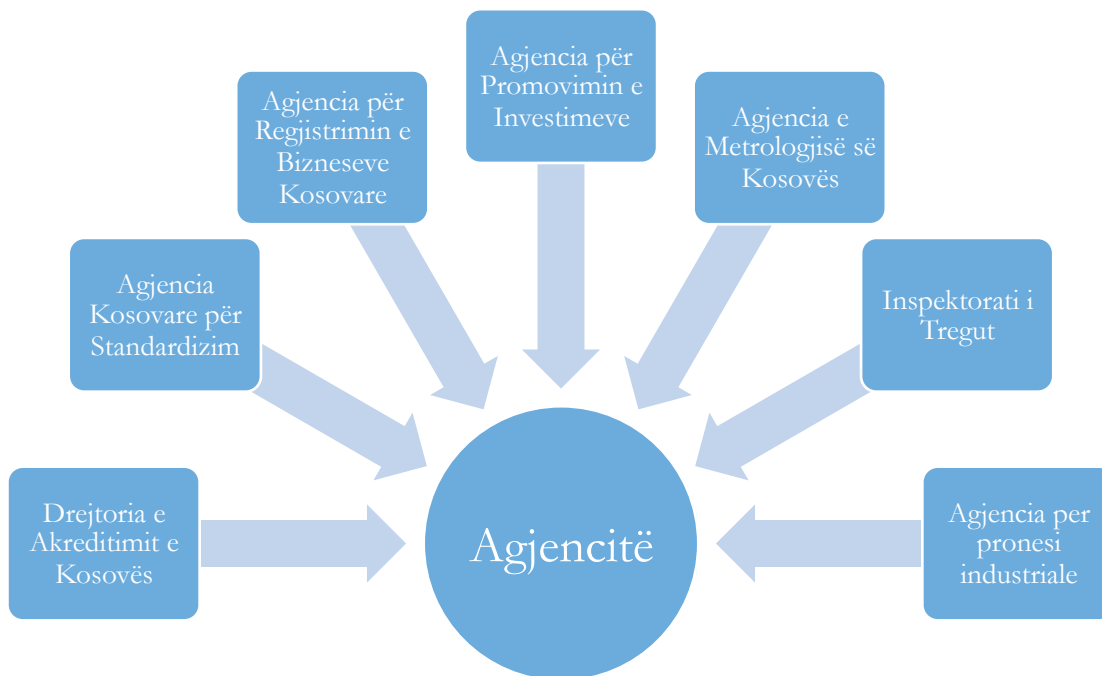 Agjencia për
Promovimin e
Investimeve
Agjencia për
Regjistrimin e
Bizneseve
Kosovare
Agjencia e
Metrologjisë së
Kosovës
Agjencia
Kosovare për
Standardizim
Inspektorati i
Tregut
Drejtoria e
Akreditimit e
Kosovës
Agjencitë
Agjencia per
pronesi
industriale